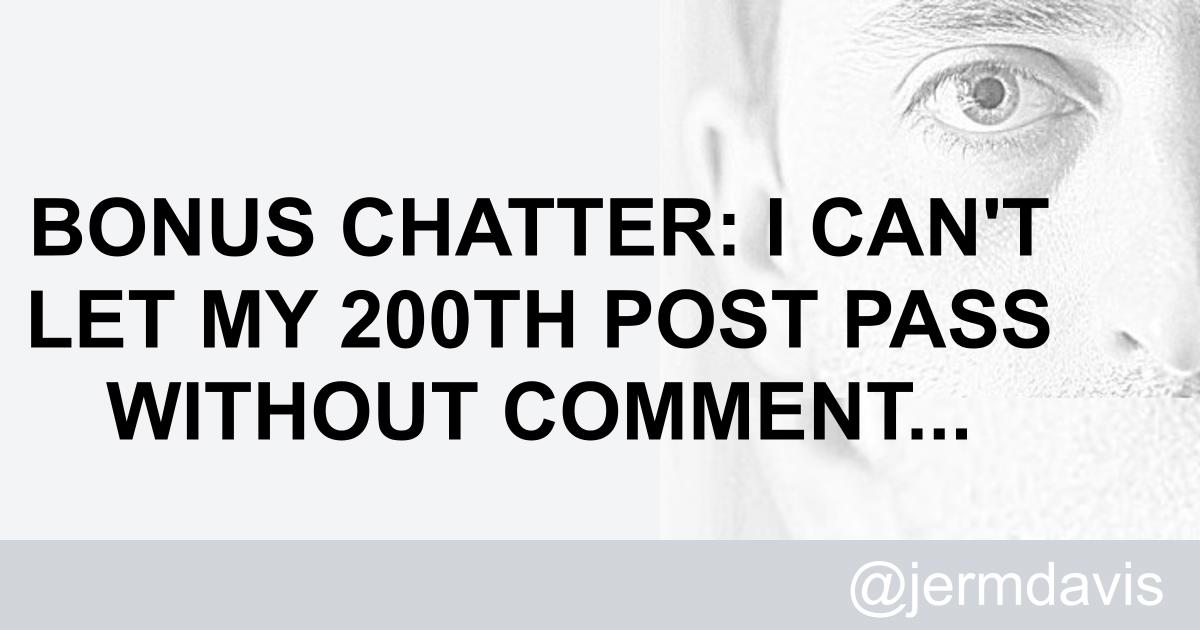 BONUS CHATTER: I CAN'T
LET MY 200TH POST PASS
WITHOUT COMMENT...
@jermdavis